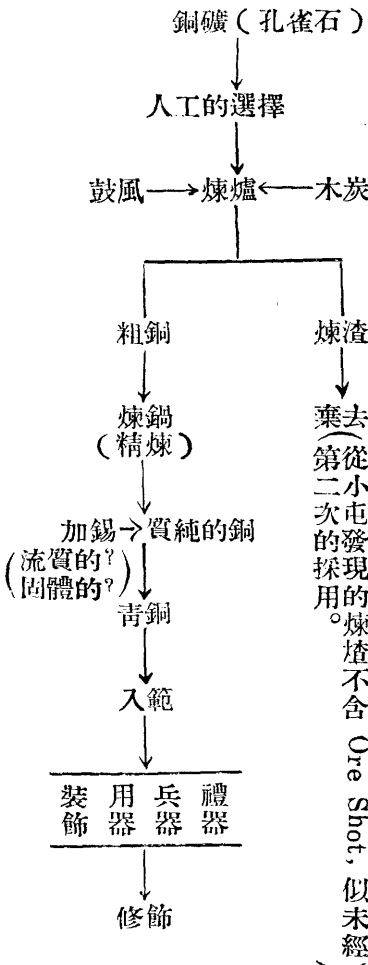 銅礦(孔雀石)
人工的選擇
鼓風
煉爐
木炭
粗銅
煉渣
煉鍋
(精煉)
棄去
(從小屯發現的煉渣不含 Ore Shot, 似未經
第二次的採用。)
加錫
(流質的?
固體的?)
質純的銅
青銅
入範
禮器
兵器
用器
裝飾
修飾